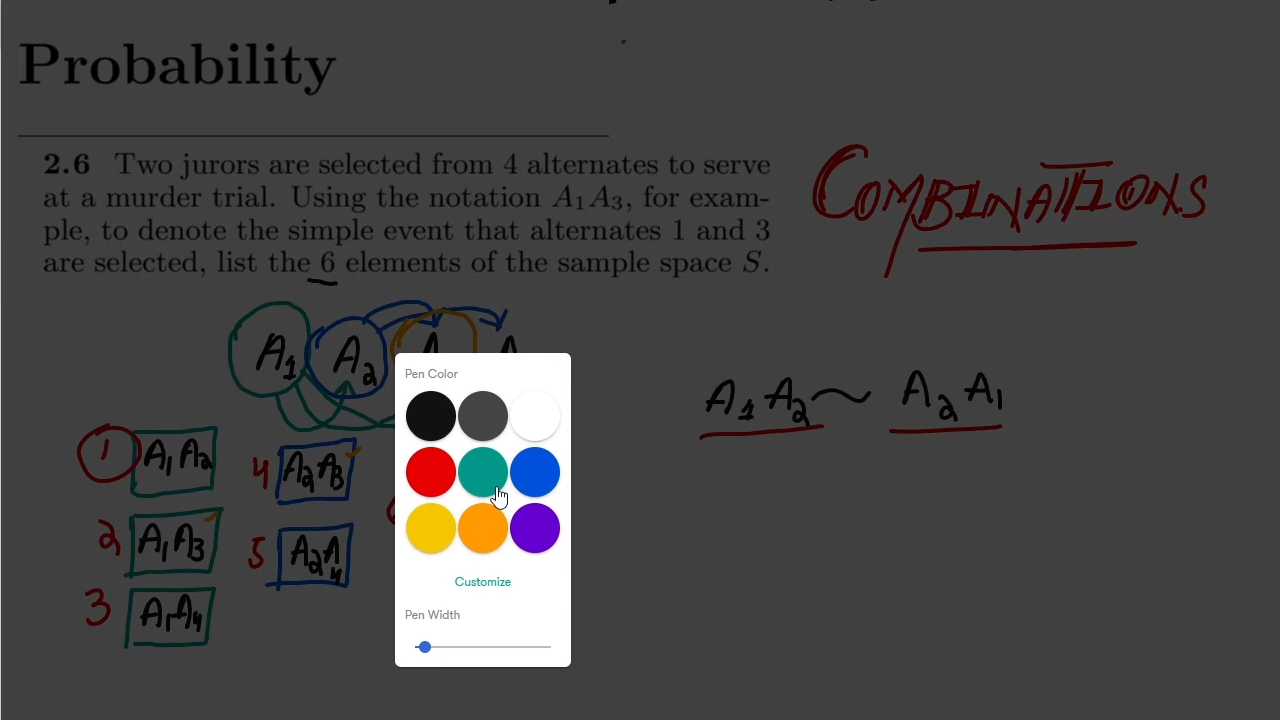 Probability
2.6 Two jurors are selected from 4 alternates to serve
at a murder trial. Using the notation A₁A₃, for exam-
ple, to denote the simple event that alternates 1 and 3
are selected, list the 6 elements of the sample space S.
COMBINATIONS
A₁ A₂
A₁A₂ ~ A₂A₁
Pen Color
1 A₁A₂
4 A₂A₃
2 A₁A₃
5 A₂A₄
3 A₁A₄
Customize
Pen Width